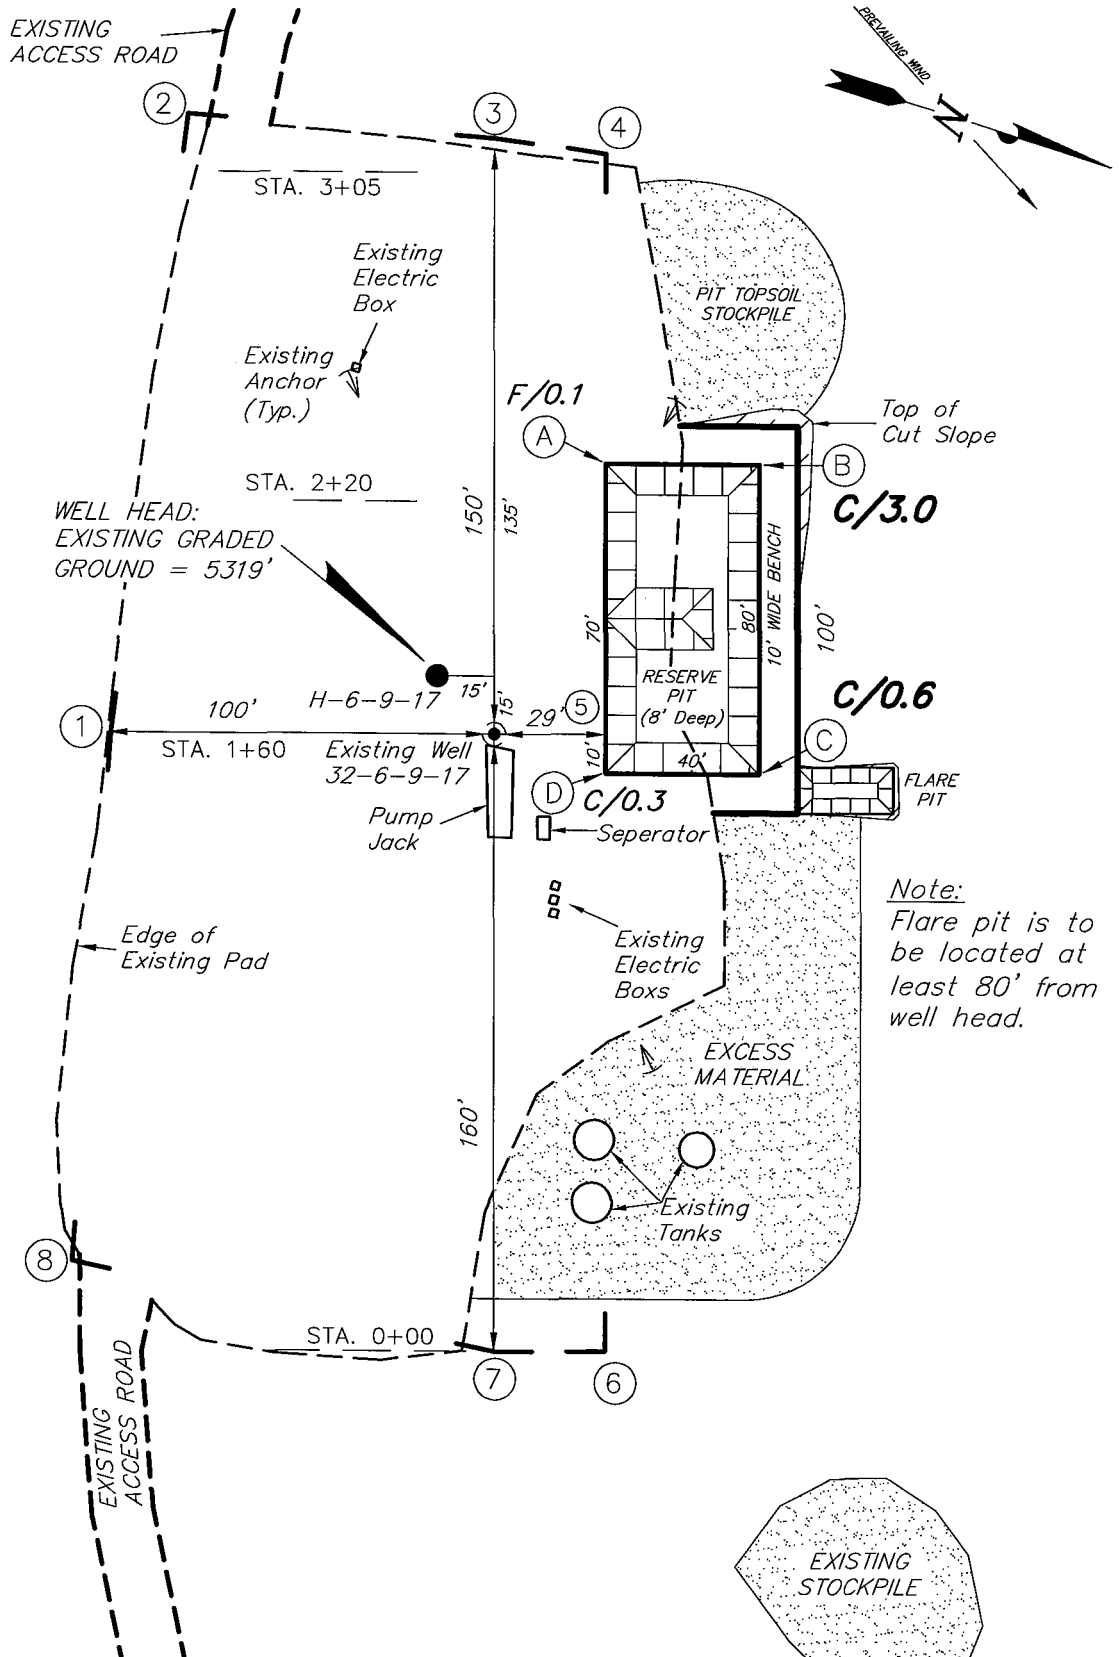 EXISTING
ACCESS ROAD
PREVAILING WIND
N
2
3
4
STA. 3+05
Existing
Electric
Box
PIT TOPSOIL
STOCKPILE
Existing
Anchor
(Typ.)
F/0.1
A
Top of
Cut Slope
B
STA. 2+20
150'
135'
C/3.0
WELL HEAD:
EXISTING GRADED
GROUND = 5319'
10' WIDE BENCH
70'
80'
100'
RESERVE
PIT
(8' Deep)
C/0.6
15'
H-6-9-17
15'
1
100'
29'
5
STA. 1+60
Existing Well
32-6-9-17
10'
40'
C
D
C/0.3
FLARE
PIT
Pump
Jack
Seperator
Note:
Flare pit is to
be located at
least 80' from
well head.
Edge of
Existing Pad
Existing
Electric
Boxs
EXCESS
MATERIAL
160'
Existing
Tanks
8
STA. 0+00
7
6
EXISTING
ACCESS ROAD
EXISTING
STOCKPILE